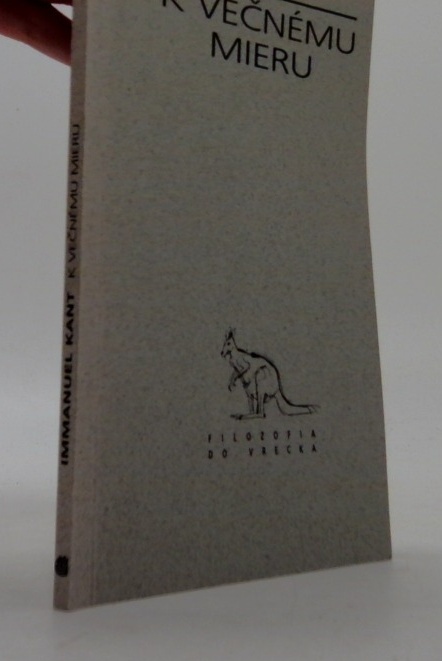 K VEČNÉMU
MIERU
IMMANUEL KANT K VEČNÉMU MIERU
FILOZOFIA
DO VRECKA